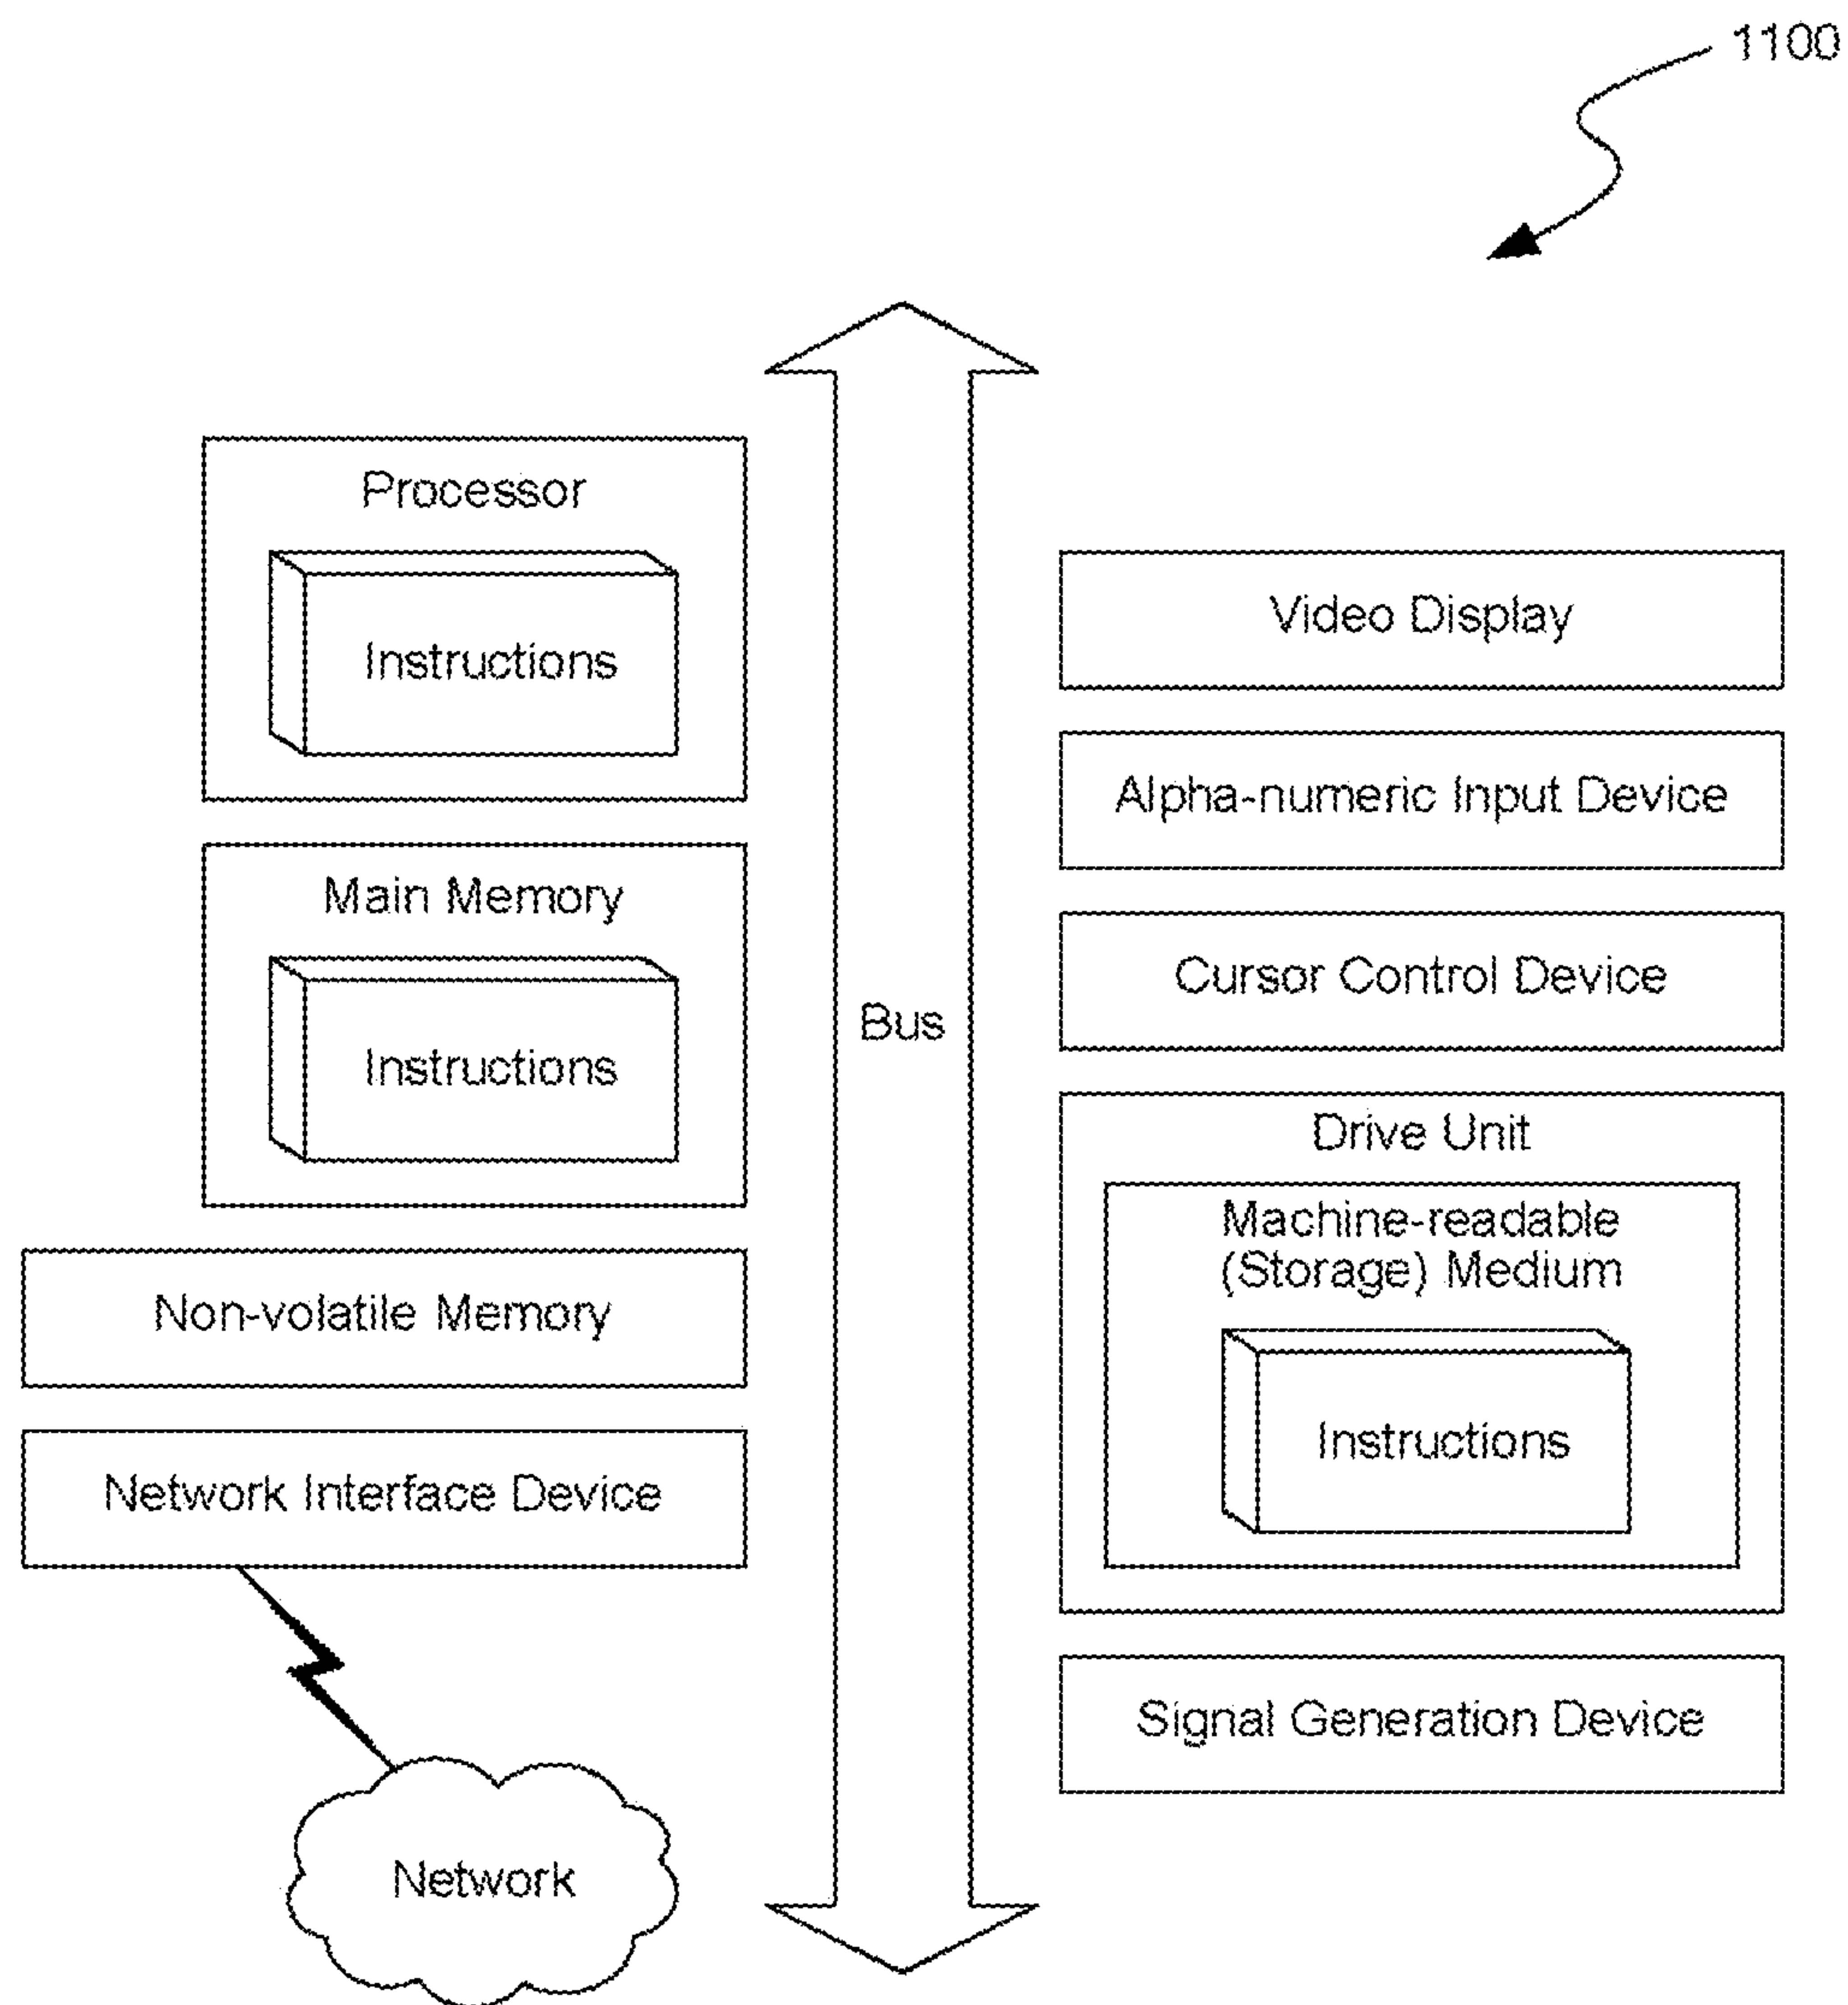 1100
Processor
Instructions
Main Memory
Instructions
Non-volatile Memory
Network Interface Device
Network
Bus
Video Display
Alpha-numeric Input Device
Cursor Control Device
Drive Unit
Machine-readable
(Storage) Medium
Instructions
Signal Generation Device